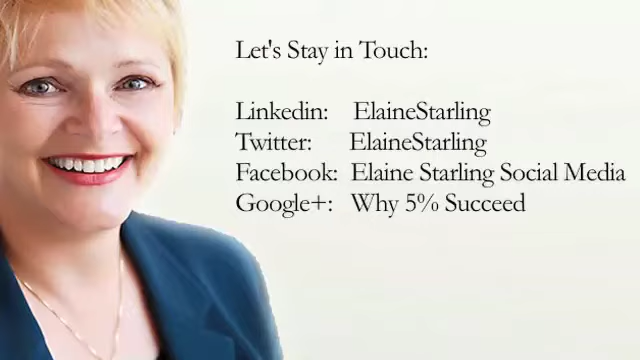 Let's Stay in Touch:
Linkedin: ElaineStarling
Twitter: ElaineStarling
Facebook: Elaine Starling Social Media
Google+: Why 5% Succeed